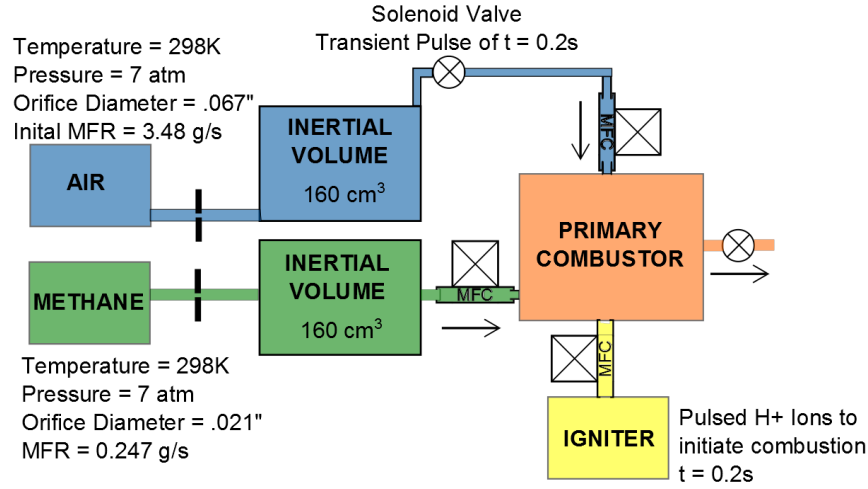 Solenoid Valve
Transient Pulse of t = 0.2s
Temperature = 298K
Pressure = 7 atm
Orifice Diameter = .067"
Inital MFR = 3.48 g/s
AIR
INERTIAL
VOLUME
160 cm³
MFC
PRIMARY
COMBUSTOR
METHANE
INERTIAL
VOLUME
160 cm³
MFC
Temperature = 298K
Pressure = 7 atm
Orifice Diameter = .021"
MFR = 0.247 g/s
MFC
IGNITER
Pulsed H+ Ions to
initiate combustion
t = 0.2s